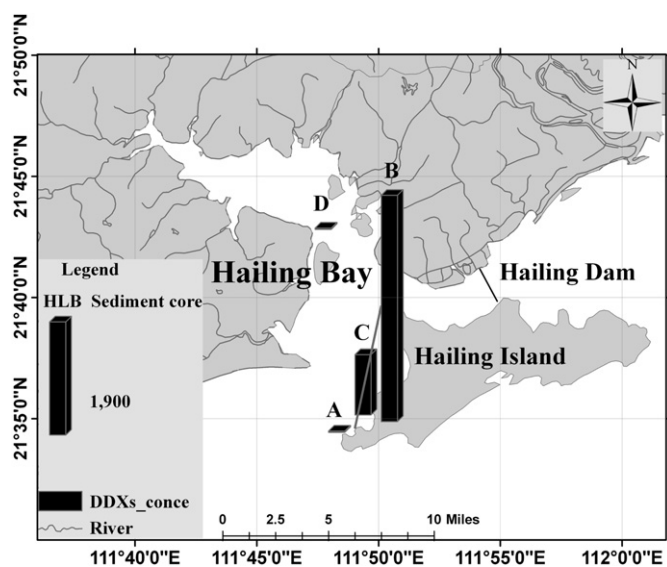 21°50'0"N
21°45'0"N
21°40'0"N
21°35'0"N
N
B
D
Hailing Bay
Hailing Dam
C
Hailing Island
A
Legend
HLB Sediment core
1,900
DDXs_conce
River
0 2.5 5 10 Miles
111°40'0"E 111°45'0"E 111°50'0"E 111°55'0"E 112°0'0"E